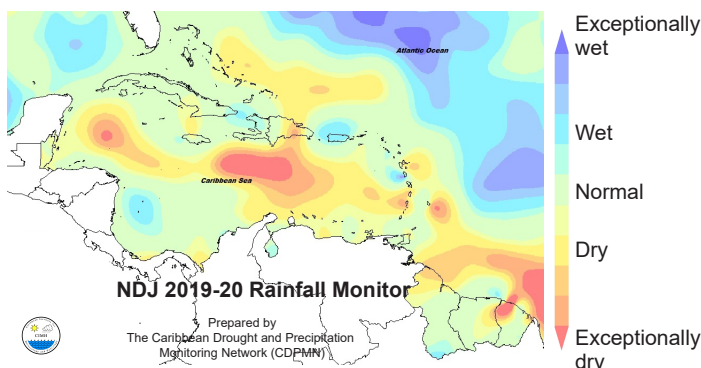 Atlantic Ocean
Caribbean Sea
NDJ 2019-20 Rainfall Monitor
Prepared by
The Caribbean Drought and Precipitation
Monitoring Network (CDPMN)
CIMH
Exceptionally
wet
Wet
Normal
Dry
Exceptionally
dry